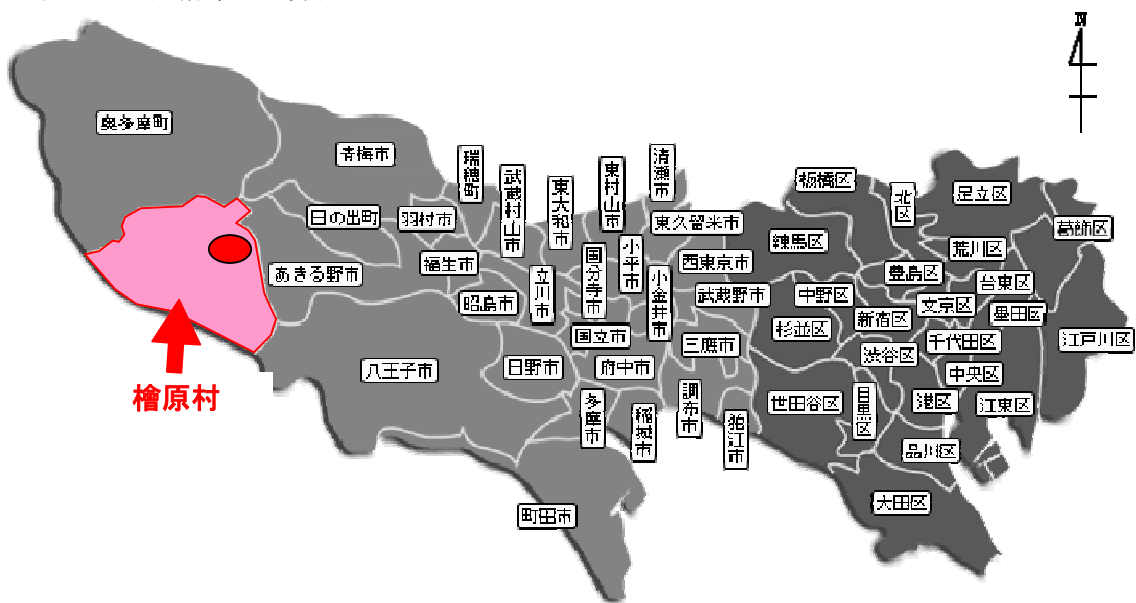 N
奥多摩町
青梅市
瑞穂町
武蔵村山市
東大和市
東村山市
清瀬市
板橋区
北区
足立区
葛飾区
日の出町
羽村市
東久留米市
練馬区
荒川区
あきる野市
福生市
立川市
国分寺市
小平市
小金井市
西東京市
豊島区
台東区
昭島市
武蔵野市
中野区
新宿区
文京区
墨田区
国立市
三鷹市
杉並区
渋谷区
千代田区
江戸川区
八王子市
日野市
府中市
中央区
檜原村
多摩市
稲城市
調布市
狛江市
世田谷区
目黒区
港区
江東区
品川区
町田市
大田区